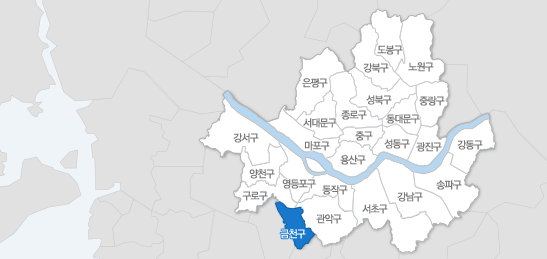 도봉구
강북구
노원구
은평구
성북구
중랑구
종로구
서대문구
동대문구
강서구
중구
성동구
광진구
강동구
마포구
용산구
양천구
영등포구
동작구
송파구
구로구
강남구
서초구
관악구
금천구